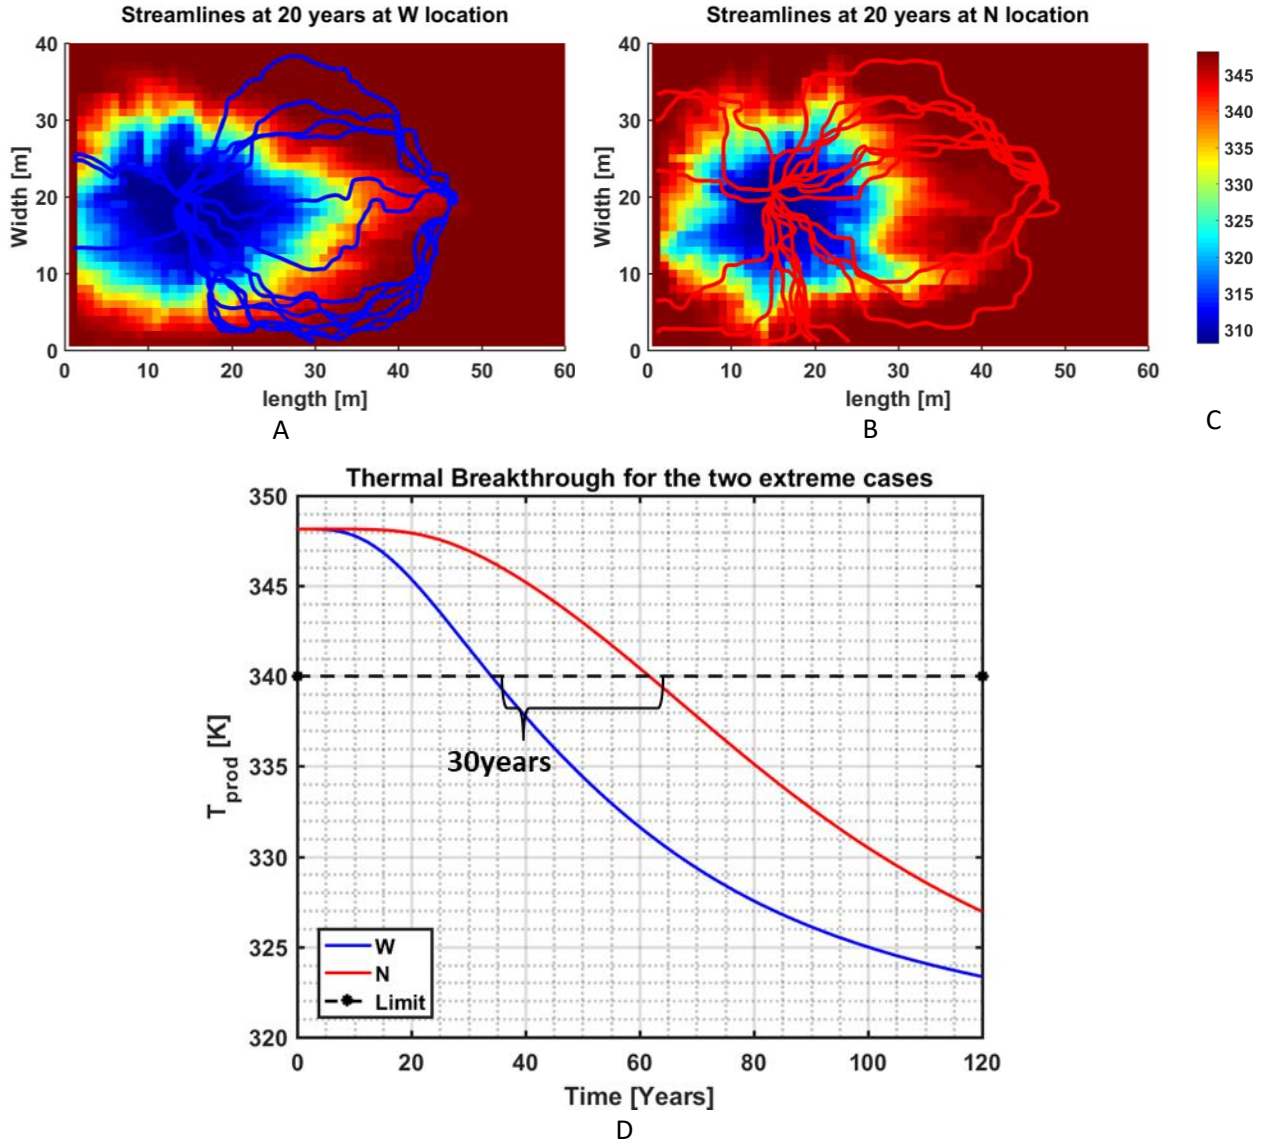 Streamlines at 20 years at W location
Streamlines at 20 years at N location
40
30
20
10
0
Width [m]
0 10 20 30 40 50 60
length [m]
A
40
30
20
10
0
Width [m]
0 10 20 30 40 50 60
length [m]
B
345
340
335
330
325
320
315
310
C
Thermal Breakthrough for the two extreme cases
350
345
340
335
330
325
320
T prod [K]
30years
W
N
Limit
0 20 40 60 80 100 120
Time [Years]
D